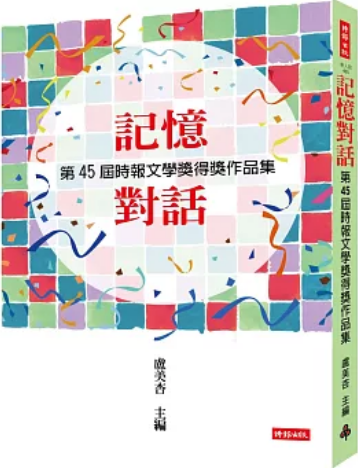 記憶
第45屆時報文學獎得獎作品集
對話
盧美杏 主編
時報出版
時報出版
記憶對話
第45屆時報文學獎得獎作品集
盧美杏 主編